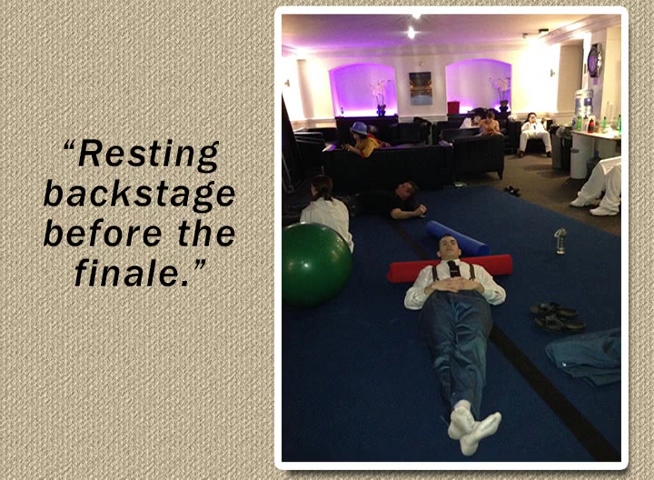 “Resting
backstage
before the
finale.”